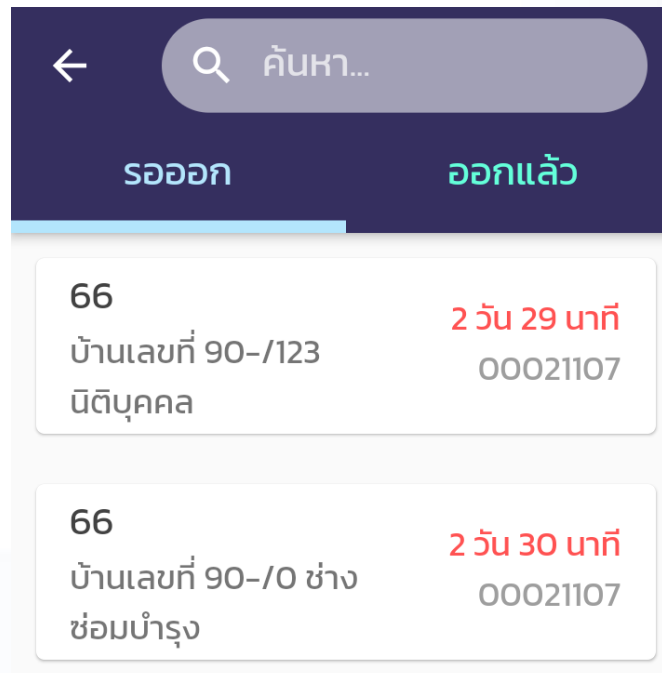 ค้นหา...
รอออก
ออกแล้ว
66
2 วัน 29 นาที
บ้านเลขที่ 90-/123
00021107
นิติบุคคล
66
2 วัน 30 นาที
บ้านเลขที่ 90-/0 ช่าง
00021107
ซ่อมบำรุง